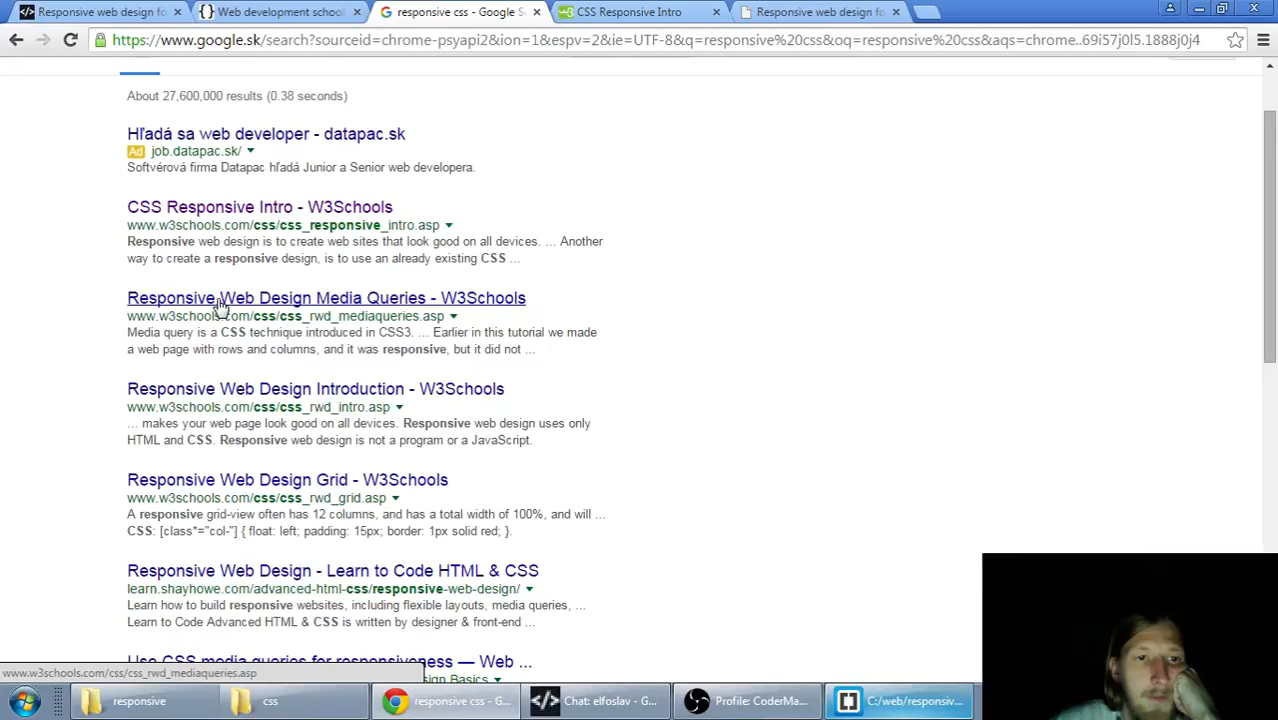 Responsive web design fo
Web development school
responsive css - Google S
CSS Responsive Intro
Responsive web design fo
https://www.google.sk/search?sourceid=chrome-psyapi2&ion=1&espv=2&ie=UTF-8&q=responsive%20css&oq=responsive%20css&aqs=chrome..69i57j0l5.1888j0j4
About 27,600,000 results (0.38 seconds)
Hľadá sa web developer - datapac.sk
Ad job.datapac.sk/
Softvérová firma Datapac hľadá Junior a Senior web developera.
CSS Responsive Intro - W3Schools
www.w3schools.com/css/css_responsive_intro.asp
Responsive web design is to create web sites that look good on all devices. ... Another
way to create a responsive design, is to use an already existing CSS ...
Responsive Web Design Media Queries - W3Schools
www.w3schools.com/css/css_rwd_mediaqueries.asp
Media query is a CSS technique introduced in CSS3. ... Earlier in this tutorial we made
a web page with rows and columns, and it was responsive, but it did not ...
Responsive Web Design Introduction - W3Schools
www.w3schools.com/css/css_rwd_intro.asp
... makes your web page look good on all devices. Responsive web design uses only
HTML and CSS. Responsive web design is not a program or a JavaScript.
Responsive Web Design Grid - W3Schools
www.w3schools.com/css/css_rwd_grid.asp
A responsive grid-view often has 12 columns, and has a total width of 100%, and will ...
CSS: [class*="col-"] { float: left; padding: 15px; border: 1px solid red; }.
Responsive Web Design - Learn to Code HTML & CSS
learn.shayhowe.com/advanced-html-css/responsive-web-design/
Learn how to build responsive websites, including flexible layouts, media queries, ...
Learn to Code Advanced HTML & CSS is written by designer & front-end ...
Use CSS media queries for responsiveness — Web ...
www.w3schools.com/css/css_rwd_mediaqueries.asp
sign Basics
responsive
css
responsive css - G...
Chat: elfoslav - G...
Profile: CoderMa...
C:/web/responsiv...